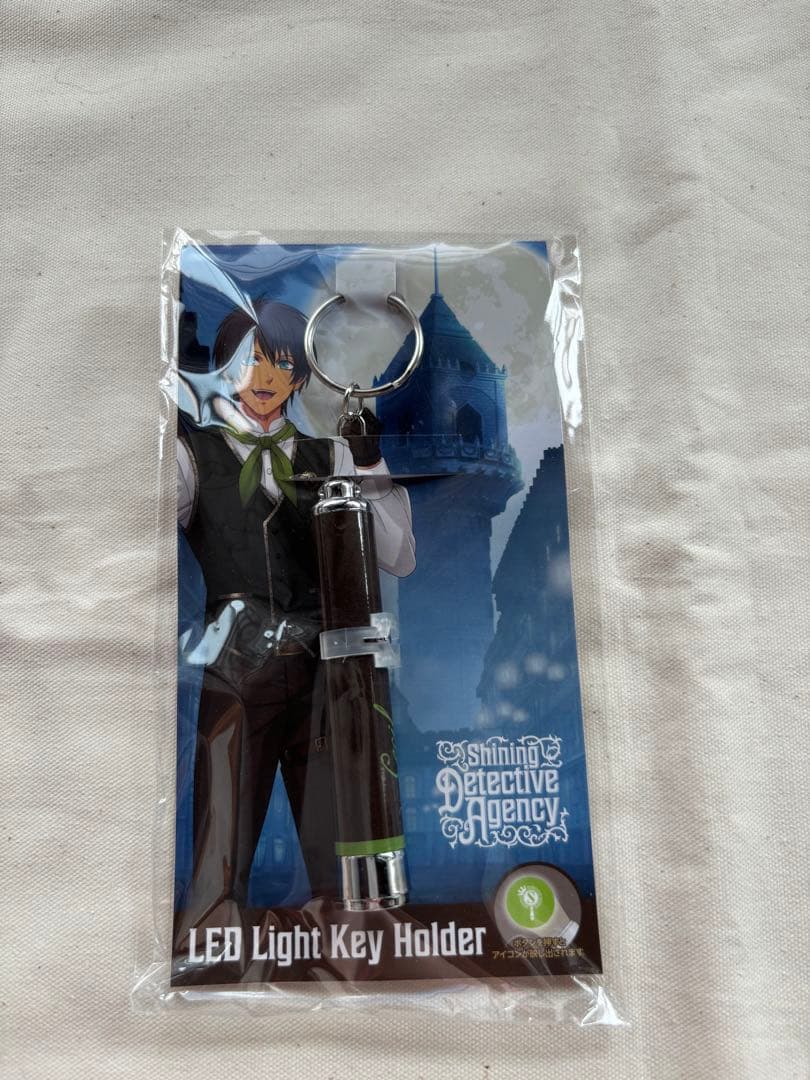 Shining
Detective
Agency
LED Light Key Holder
ボタンを押すと
アイコンが映し出されます